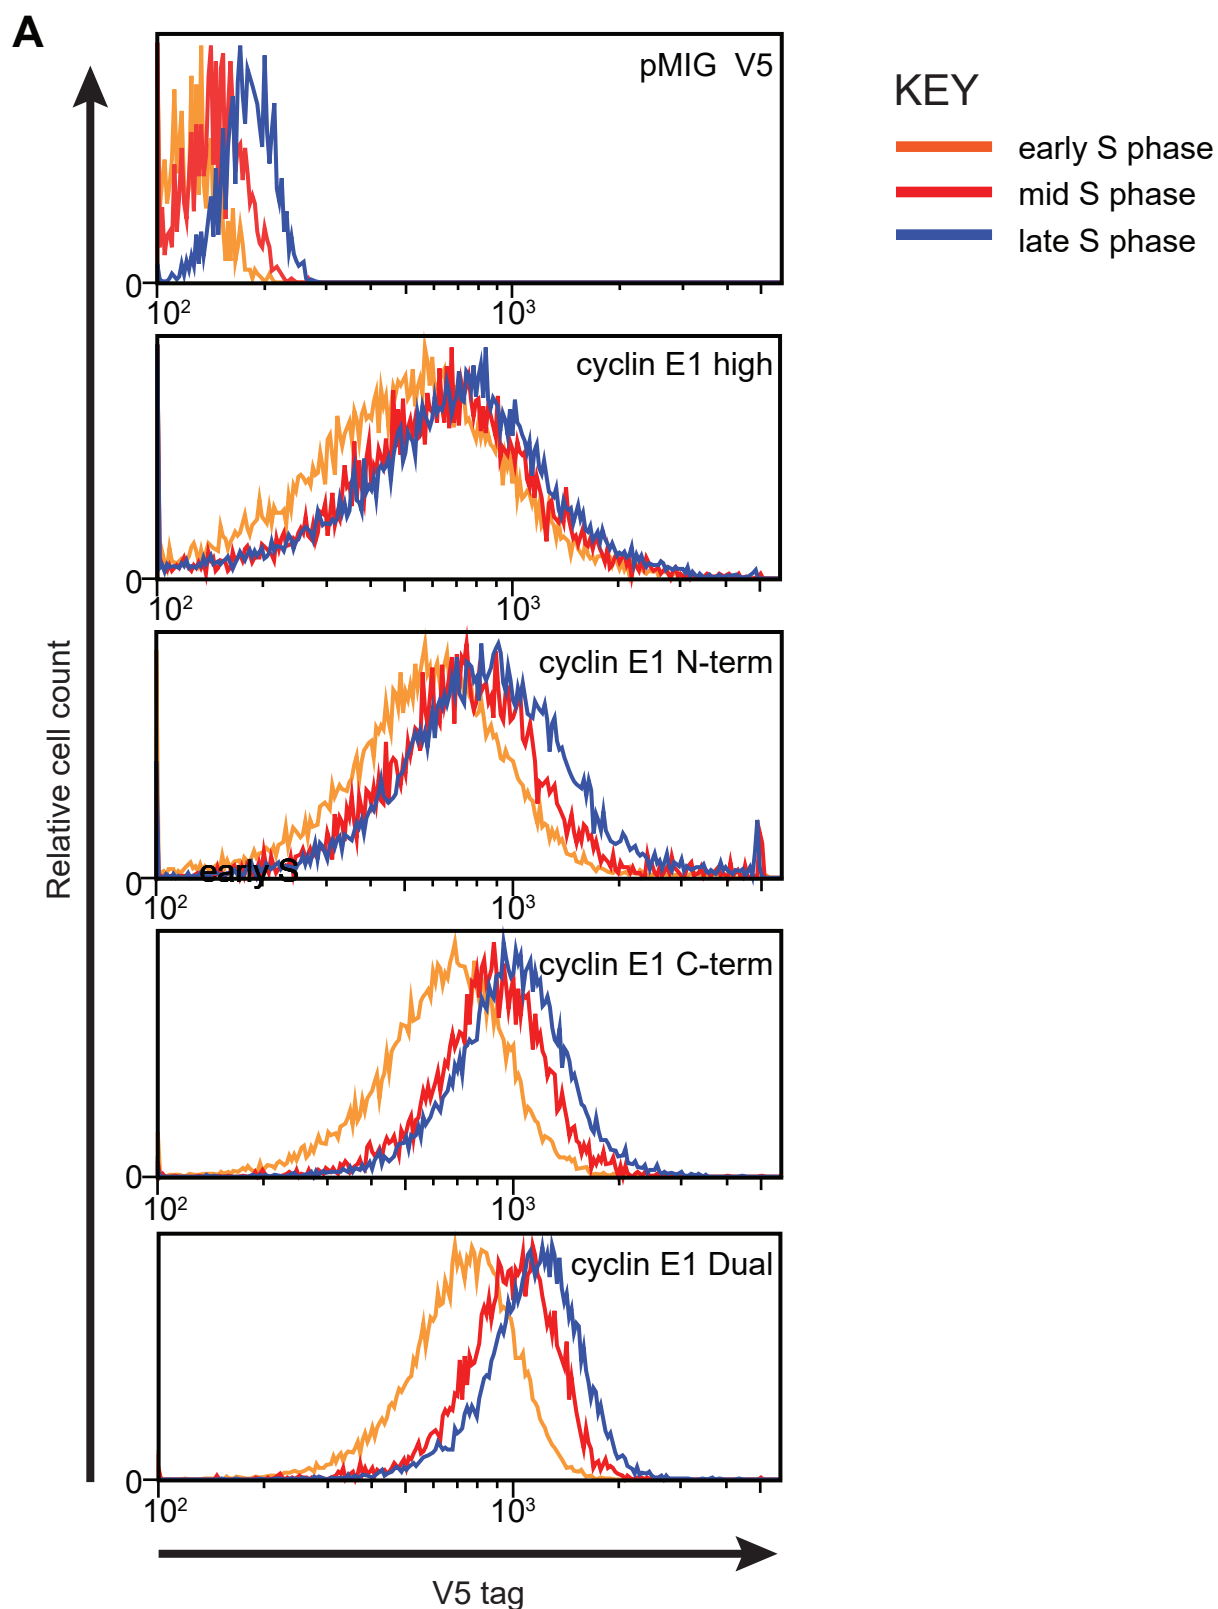 A
pMIG V5
0
10²
10³
KEY
early S phase
mid S phase
late S phase
cyclin E1 high
0
10²
10³
cyclin E1 N-term
early S
0
10²
10³
cyclin E1 C-term
0
10²
10³
cyclin E1 Dual
0
10²
10³
Relative cell count
V5 tag